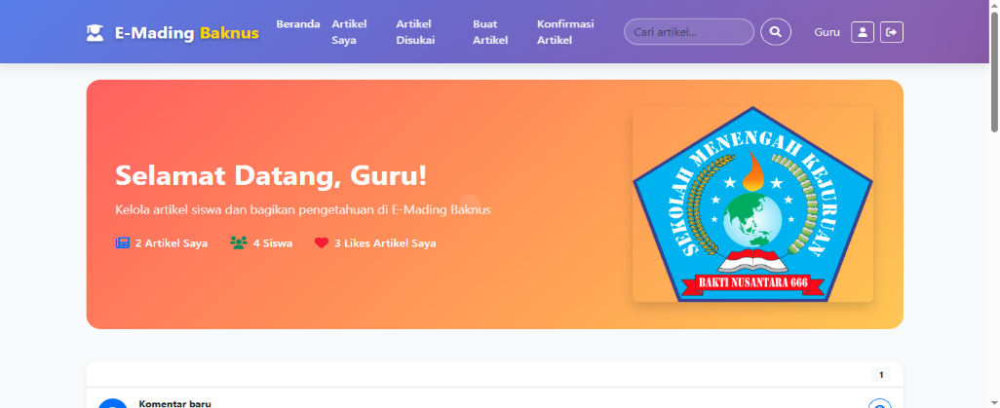 E-Mading Baknus
Beranda
Artikel
Saya
Artikel
Disukai
Buat
Artikel
Konfirmasi
Artikel
Cari artikel...
Guru
Selamat Datang, Guru!
Kelola artikel siswa dan bagikan pengetahuan di E-Mading Baknus
2 Artikel Saya
4 Siswa
3 Likes Artikel Saya
SEKOLAH MENENGAH KEJURUAN
BAKTI NUSANTARA 666
1
Komentar baru